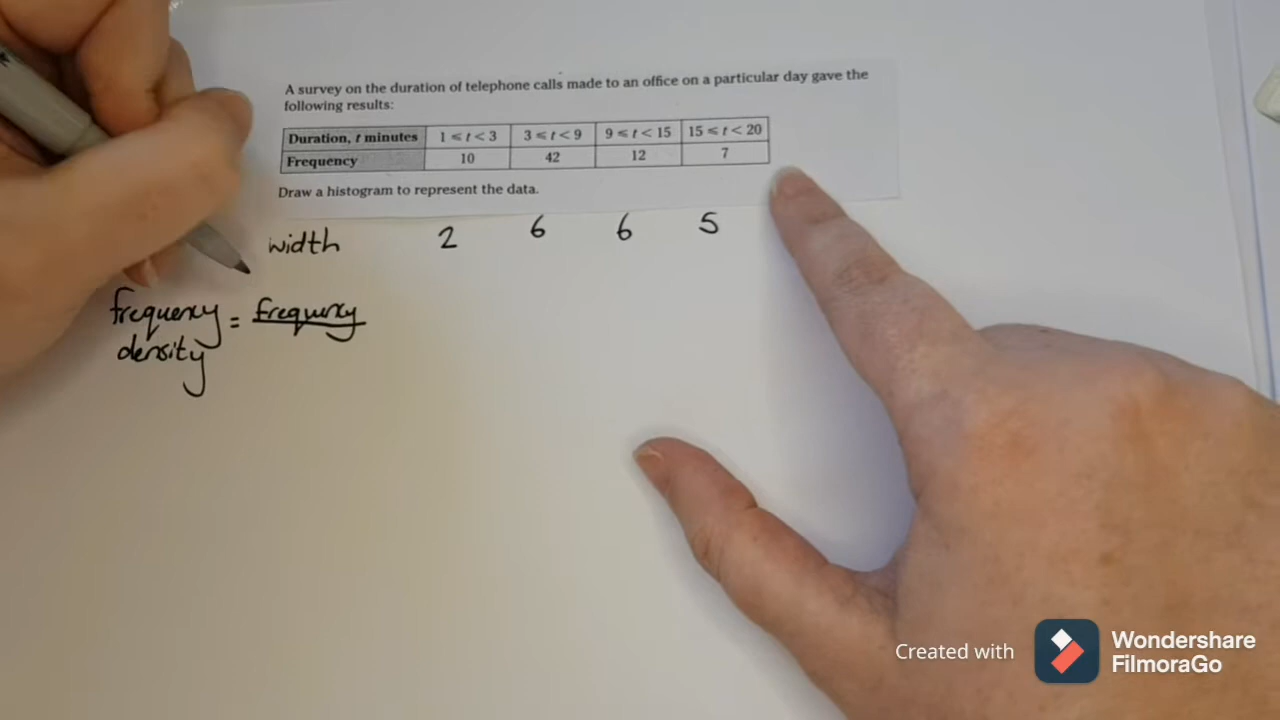 A survey on the duration of telephone calls made to an office on a particular day gave the
following results:
Duration, t minutes 1 ⩽ t < 3 3 ⩽ t < 9 9 ⩽ t < 15 15 ⩽ t < 20
Frequency 10 42 12 7
Draw a histogram to represent the data.
width 2 6 6 5
frequency = frequency
density
Created with Wondershare
FilmoraGo